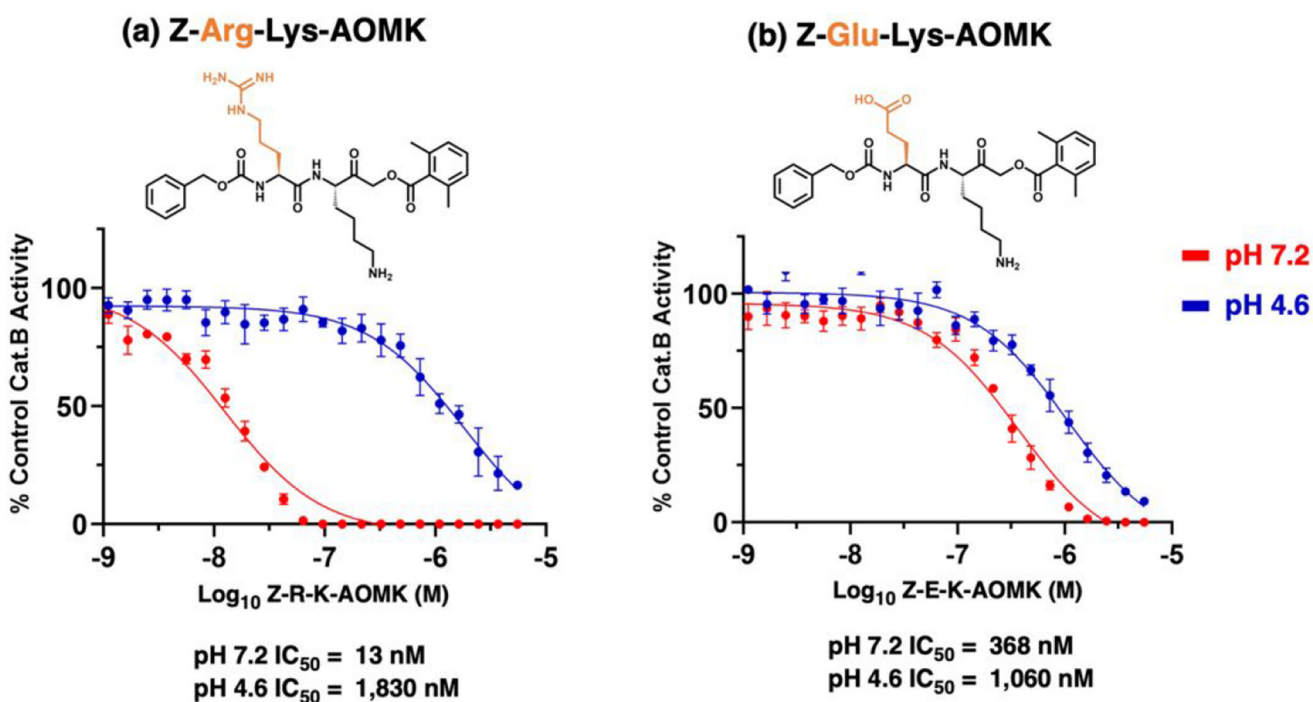 (a) Z-Arg-Lys-AOMK
H₂N
NH
HN
O
O
N
H
H
N
O
O
O
O
NH₂
% Control Cat.B Activity
100
50
0
-9
-8
-7
-6
-5
Log₁₀ Z-R-K-AOMK (M)
pH 7.2 IC₅₀ = 13 nM
pH 4.6 IC₅₀ = 1,830 nM
(b) Z-Glu-Lys-AOMK
HO
O
O
O
N
H
H
N
O
O
O
O
NH₂
% Control Cat.B Activity
100
50
0
-9
-8
-7
-6
-5
Log₁₀ Z-E-K-AOMK (M)
pH 7.2 IC₅₀ = 368 nM
pH 4.6 IC₅₀ = 1,060 nM
pH 7.2
pH 4.6